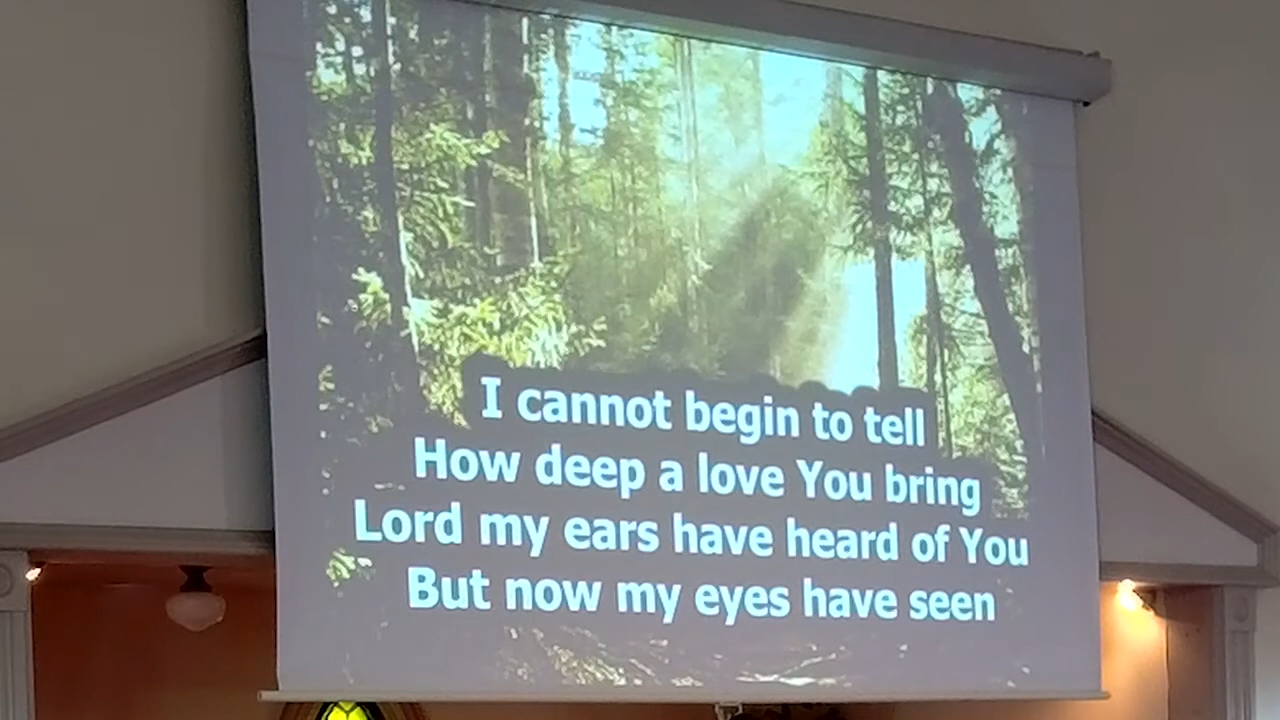 I cannot begin to tell
How deep a love You bring
Lord my ears have heard of You
But now my eyes have seen